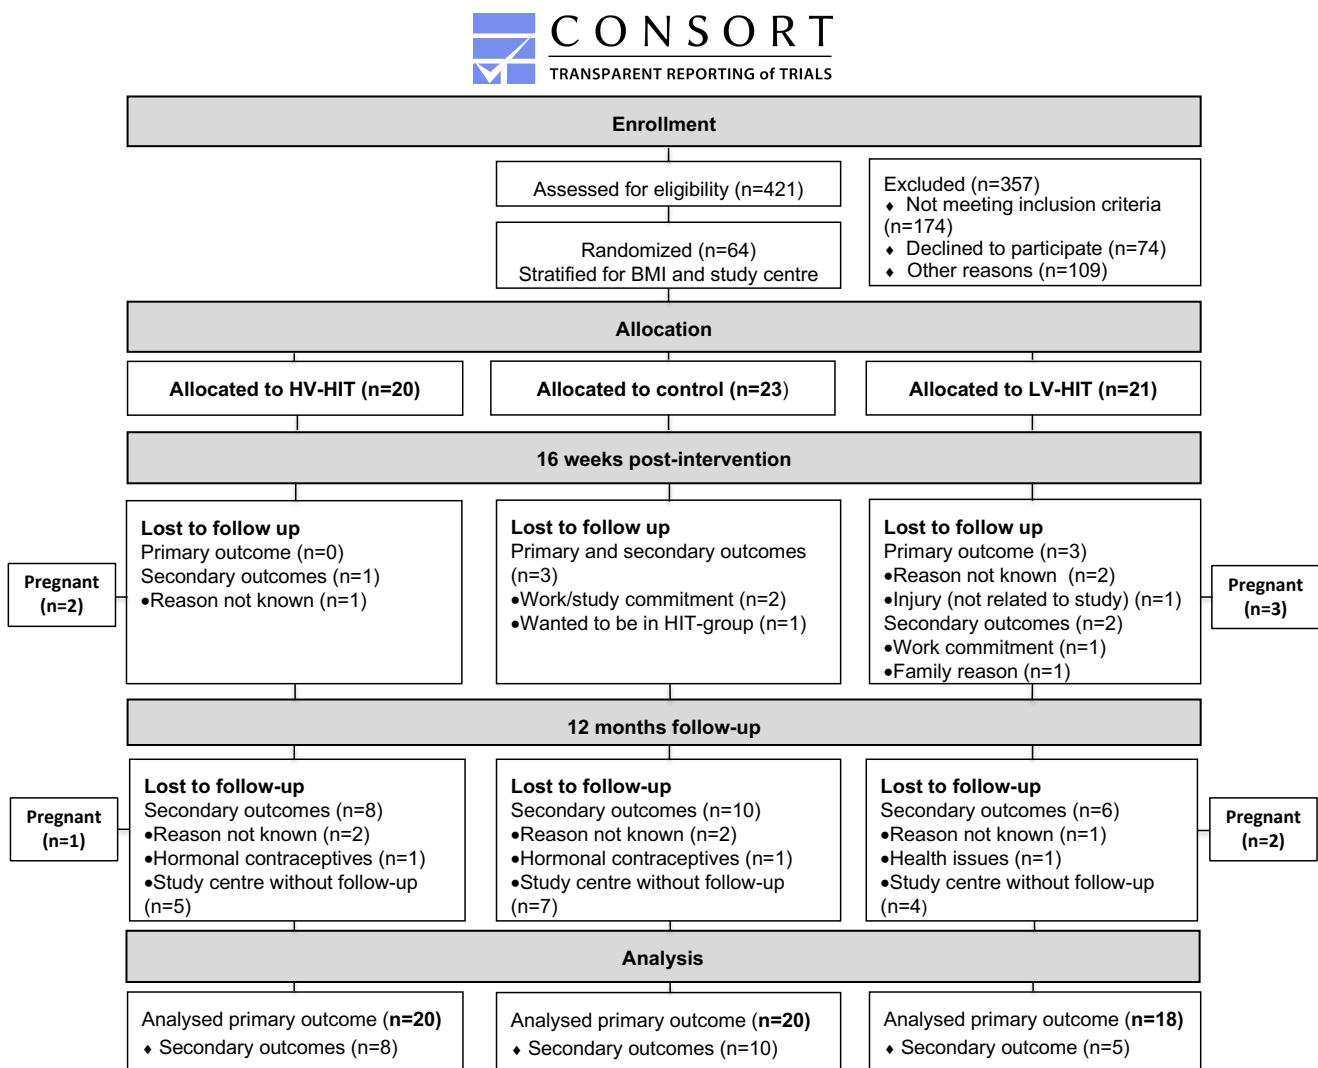 CONSORT
TRANSPARENT REPORTING of TRIALS
Enrollment
Assessed for eligibility (n=421)
Excluded (n=357)
♦ Not meeting inclusion criteria
(n=174)
♦ Declined to participate (n=74)
♦ Other reasons (n=109)
Randomized (n=64)
Stratified for BMI and study centre
Allocation
Allocated to HV-HIT (n=20)
Allocated to control (n=23)
Allocated to LV-HIT (n=21)
16 weeks post-intervention
Pregnant
(n=2)
Lost to follow up
Primary outcome (n=0)
Secondary outcomes (n=1)
•Reason not known (n=1)
Lost to follow up
Primary and secondary outcomes
(n=3)
•Work/study commitment (n=2)
•Wanted to be in HIT-group (n=1)
Lost to follow up
Primary outcome (n=3)
•Reason not known (n=2)
•Injury (not related to study) (n=1)
Secondary outcomes (n=2)
•Work commitment (n=1)
•Family reason (n=1)
Pregnant
(n=3)
12 months follow-up
Pregnant
(n=1)
Lost to follow-up
Secondary outcomes (n=8)
•Reason not known (n=2)
•Hormonal contraceptives (n=1)
•Study centre without follow-up
(n=5)
Lost to follow-up
Secondary outcomes (n=10)
•Reason not known (n=2)
•Hormonal contraceptives (n=1)
•Study centre without follow-up
(n=7)
Lost to follow-up
Secondary outcomes (n=6)
•Reason not known (n=1)
•Health issues (n=1)
•Study centre without follow-up
(n=4)
Pregnant
(n=2)
Analysis
Analysed primary outcome (n=20)
♦ Secondary outcomes (n=8)
Analysed primary outcome (n=20)
♦ Secondary outcomes (n=10)
Analysed primary outcome (n=18)
♦ Secondary outcome (n=5)